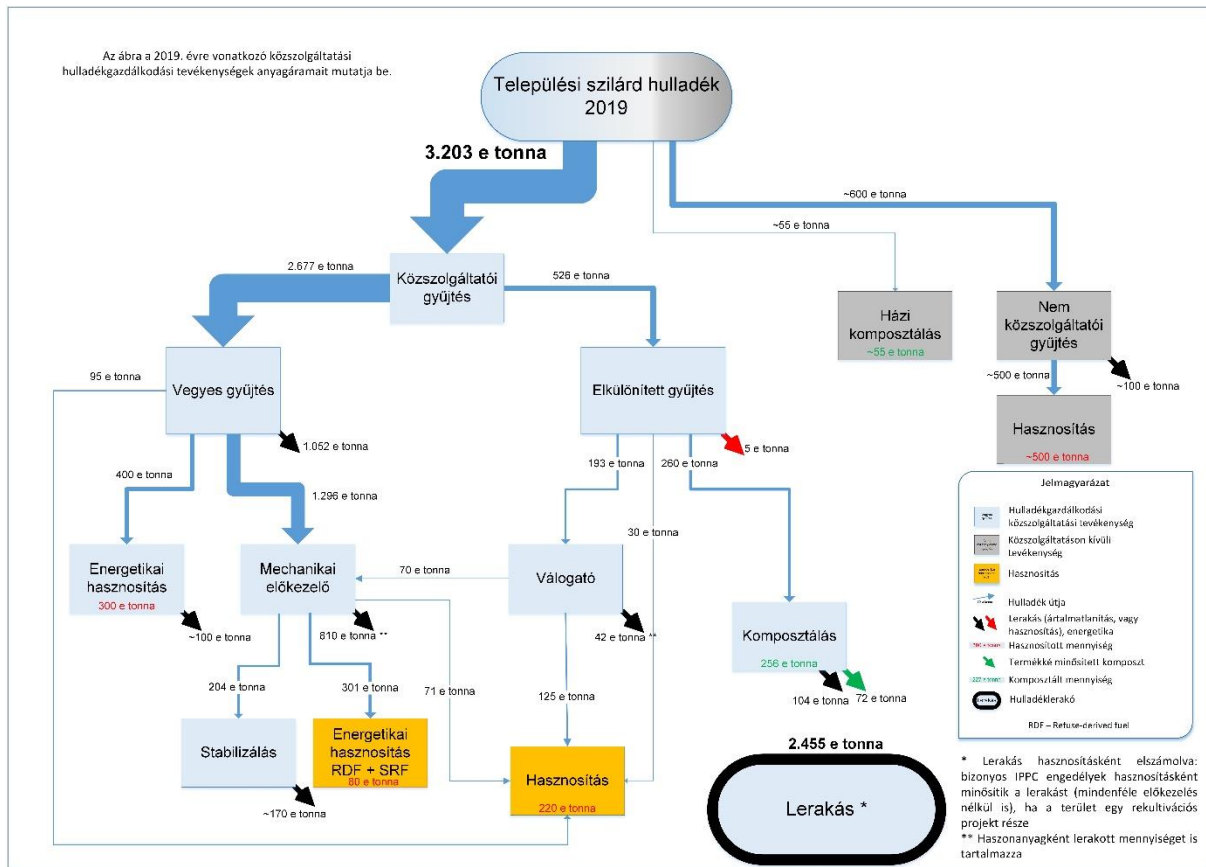 Az ábra a 2019. évre vonatkozó közszolgáltatási
hulladékgazdálkodási tevékenységek anyagáramait mutatja be.
Települési szilárd hulladék
2019
3.203 e tonna
~600 e tonna
~55 e tonna
2.677 e tonna
Közszolgáltatói
gyűjtés
526 e tonna
Házi
komposztálás
~55 e tonna
Nem
közszolgáltatói
gyűjtés
95 e tonna
Vegyes gyűjtés
Elkülönített gyűjtés
~500 e tonna
~100 e tonna
1.052 e tonna
5 e tonna
Hasznosítás
~500 e tonna
400 e tonna
193 e tonna
260 e tonna
1.296 e tonna
30 e tonna
Energetikai
hasznosítás
300 e tonna
Mechanikai
előkezelő
70 e tonna
Válogató
~100 e tonna
810 e tonna **
42 e tonna **
Komposztálás
256 e tonna
204 e tonna
301 e tonna
71 e tonna
125 e tonna
104 e tonna
72 e tonna
Stabilizálás
Energetikai
hasznosítás
RDF + SRF
80 e tonna
Hasznosítás
220 e tonna
~170 e tonna
2.455 e tonna
Lerakás *
Jelmagyarázat
Hulladékgazdálkodási
közszolgáltatási tevékenység
Közszolgáltatáson kívüli
tevékenység
Hasznosítás
Hulladék útja
Lerakás (ártalmatlanítás, vagy
hasznosítás), energetika
Hasznosított mennyiség
Termékké minősített komposzt
Komposztált mennyiség
Lerakás
Hulladéklerakó
RDF – Refuse-derived fuel
* Lerakás hasznosításként elszámolva:
bizonyos IPPC engedélyek hasznosításként
minősítik a lerakást (mindenféle előkezelés
nélkül is), ha a terület egy rekultivációs
projekt része
** Haszonanyagként lerakott mennyiséget is
tartalmazza